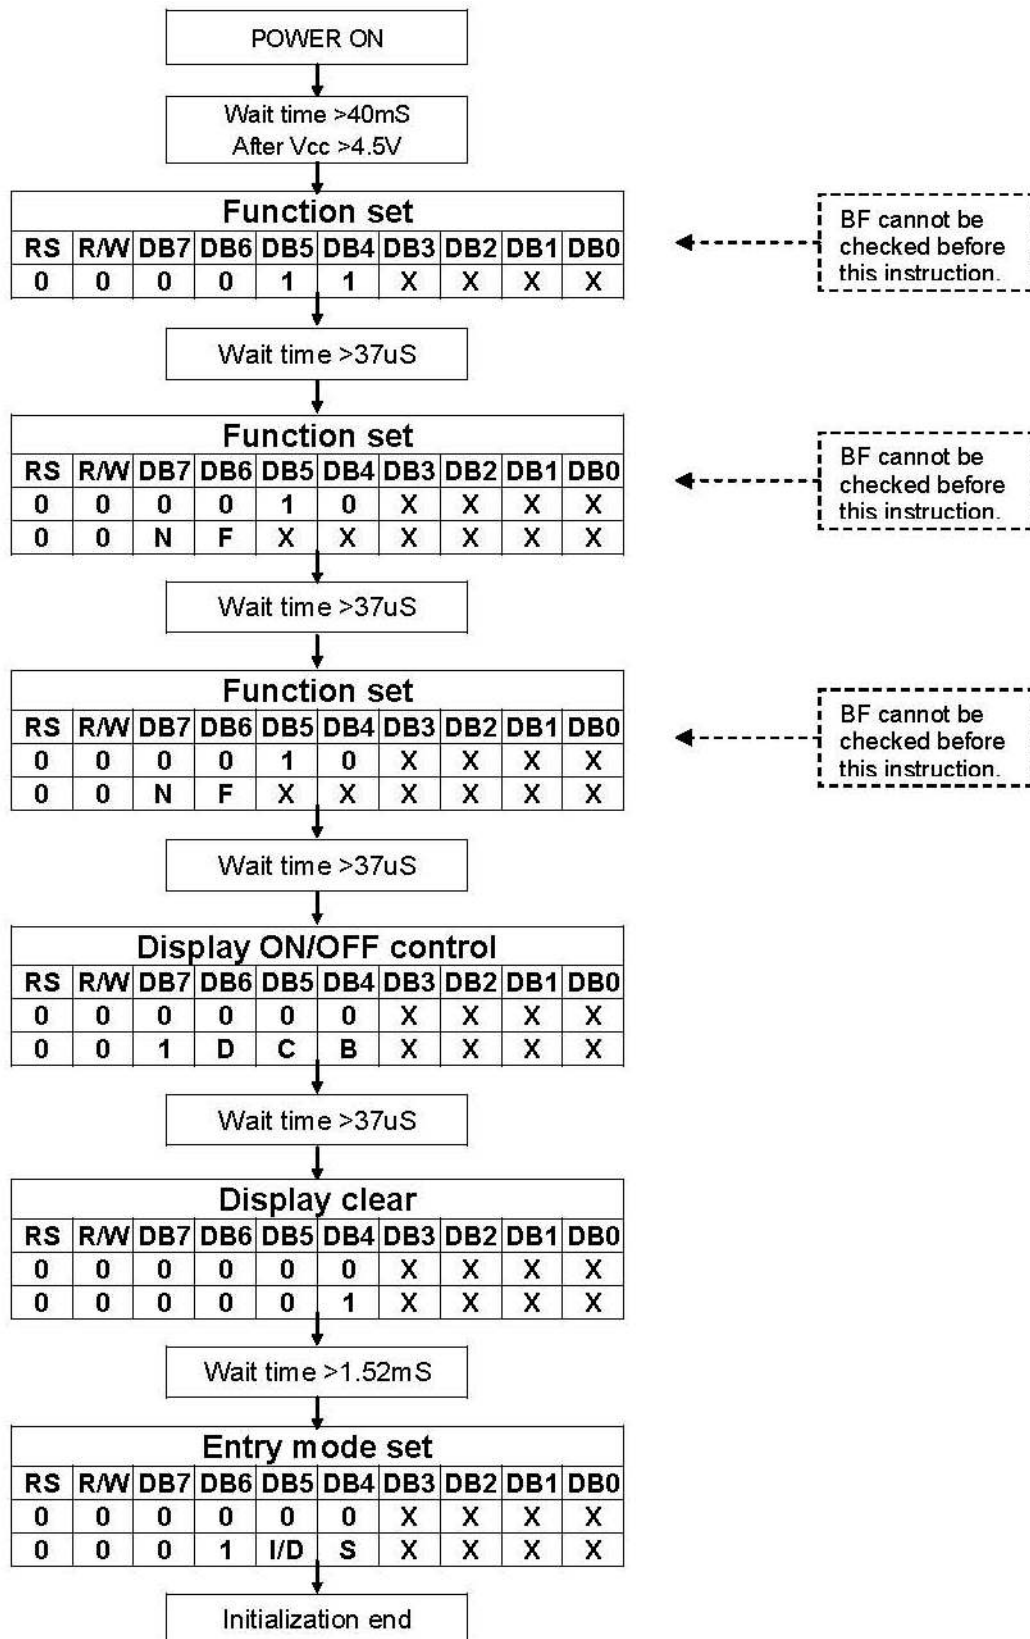 POWER ON
Wait time >40mS
After Vcc >4.5V
Function set
RS R/W DB7 DB6 DB5 DB4 DB3 DB2 DB1 DB0
0 0 0 0 1 1 X X X X
BF cannot be
checked before
this instruction.
Wait time >37uS
Function set
RS R/W DB7 DB6 DB5 DB4 DB3 DB2 DB1 DB0
0 0 0 0 1 0 X X X X
0 0 N F X X X X X X
BF cannot be
checked before
this instruction.
Wait time >37uS
Function set
RS R/W DB7 DB6 DB5 DB4 DB3 DB2 DB1 DB0
0 0 0 0 1 0 X X X X
0 0 N F X X X X X X
BF cannot be
checked before
this instruction.
Wait time >37uS
Display ON/OFF control
RS R/W DB7 DB6 DB5 DB4 DB3 DB2 DB1 DB0
0 0 0 0 0 0 X X X X
0 0 1 D C B X X X X
Wait time >37uS
Display clear
RS R/W DB7 DB6 DB5 DB4 DB3 DB2 DB1 DB0
0 0 0 0 0 0 X X X X
0 0 0 0 0 1 X X X X
Wait time >1.52mS
Entry mode set
RS R/W DB7 DB6 DB5 DB4 DB3 DB2 DB1 DB0
0 0 0 0 0 0 X X X X
0 0 0 1 I/D S X X X X
Initialization end